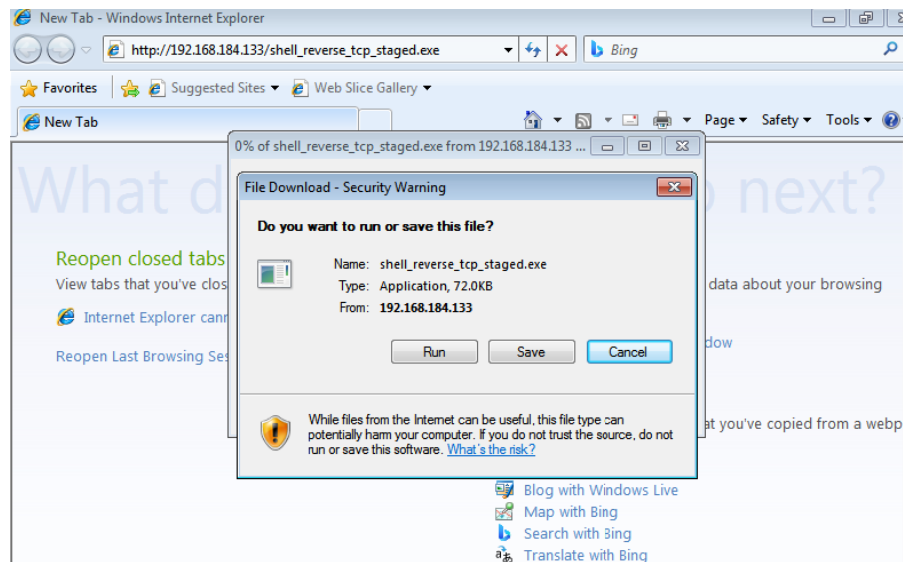 New Tab - Windows Internet Explorer
http://192.168.184.133/shell_reverse_tcp_staged.exe
Bing
Favorites Suggested Sites Web Slice Gallery
New Tab Page Safety Tools
0% of shell_reverse_tcp_staged.exe from 192.168.184.133 ...
What d next?
File Download - Security Warning
Do you want to run or save this file?
Name: shell_reverse_tcp_staged.exe
Type: Application, 72.0KB
From: 192.168.184.133
Run Save Cancel
While files from the Internet can be useful, this file type can
potentially harm your computer. If you do not trust the source, do not
run or save this software. What's the risk?
Reopen closed tabs
View tabs that you've clos
Internet Explorer cann
Reopen Last Browsing Ses
data about your browsing
dow
at you've copied from a webp
Blog with Windows Live
Map with Bing
Search with Bing
Translate with Bing